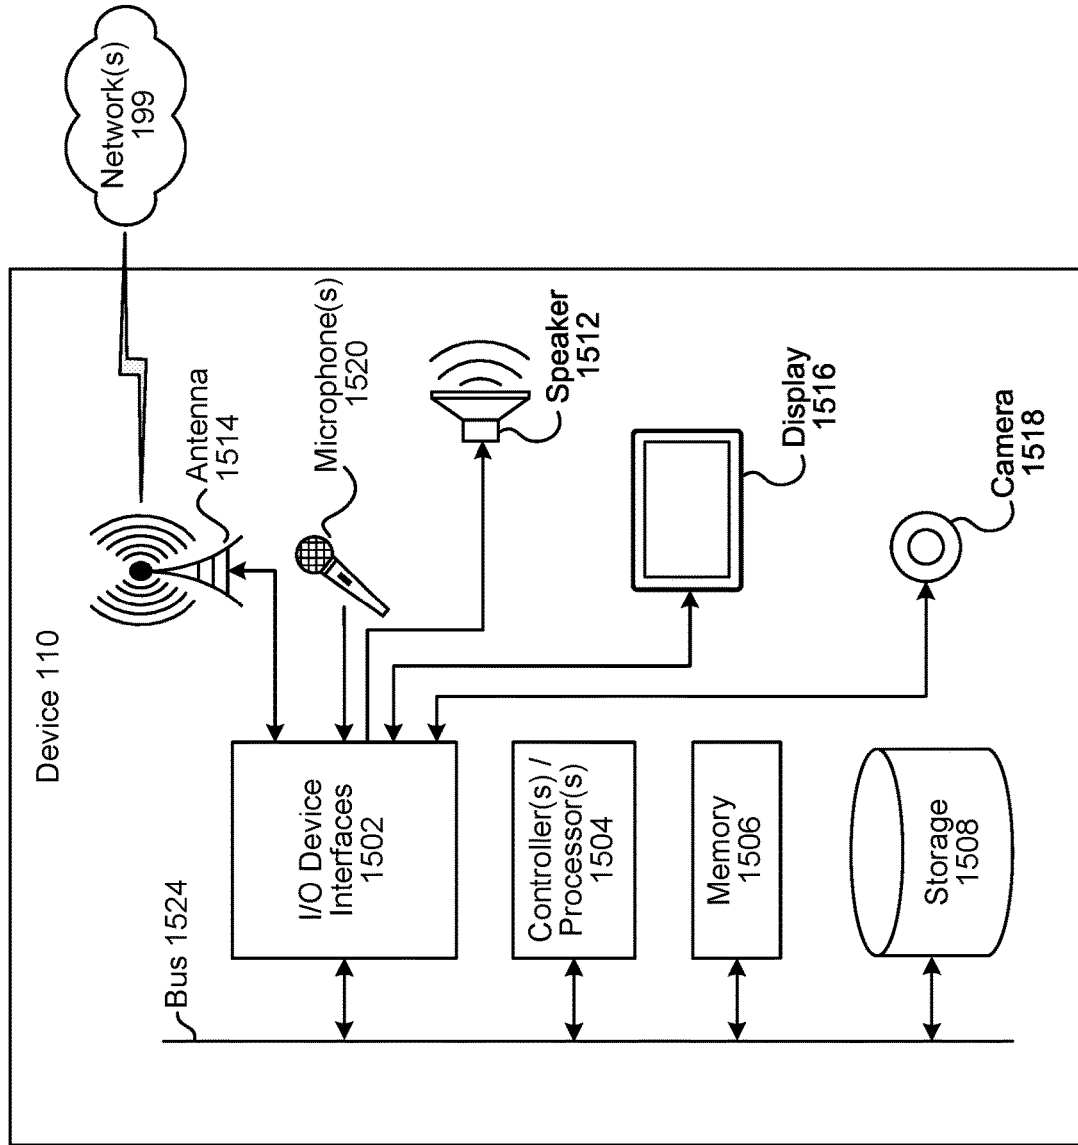 Device 110
Network(s)
199
Bus 1524
I/O Device
Interfaces
1502
Antenna
1514
Microphone(s)
1520
Controller(s) /
Processor(s)
1504
Speaker
1512
Memory
1506
Display
1516
Storage
1508
Camera
1518